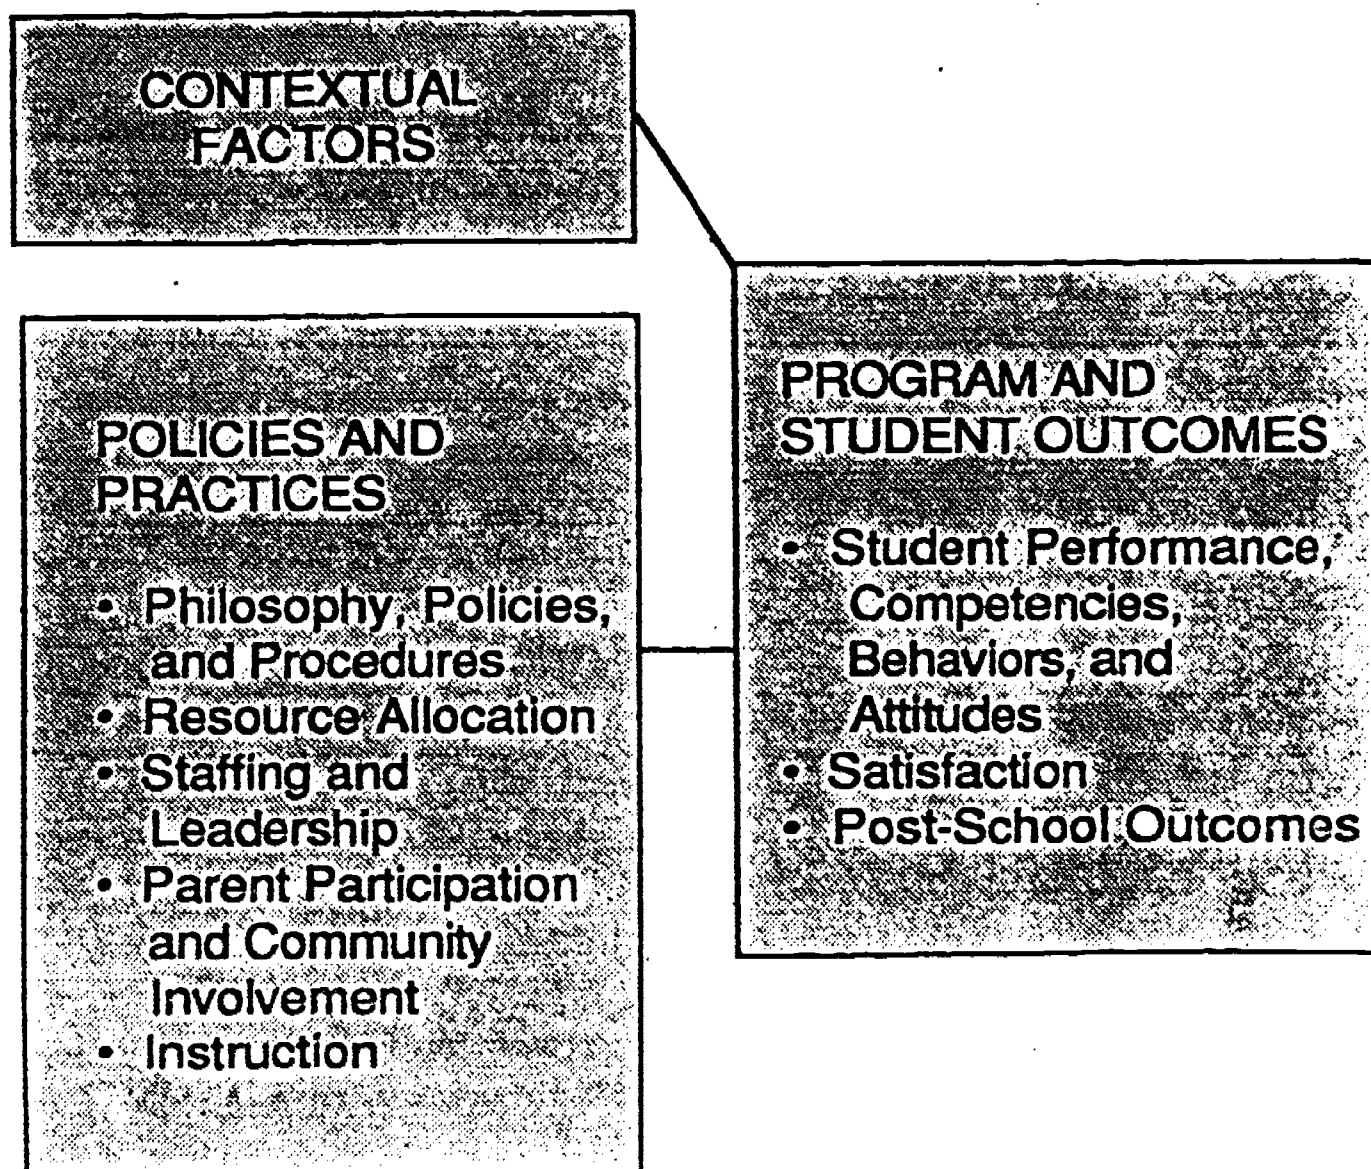 CONTEXTUAL
FACTORS
POLICIES AND
PRACTICES
• Philosophy, Policies,
and Procedures
• Resource Allocation
• Staffing and
Leadership
• Parent Participation
and Community
Involvement
• Instruction
PROGRAM AND
STUDENT OUTCOMES
• Student Performance,
Competencies,
Behaviors, and
Attitudes
• Satisfaction
• Post-School Outcomes